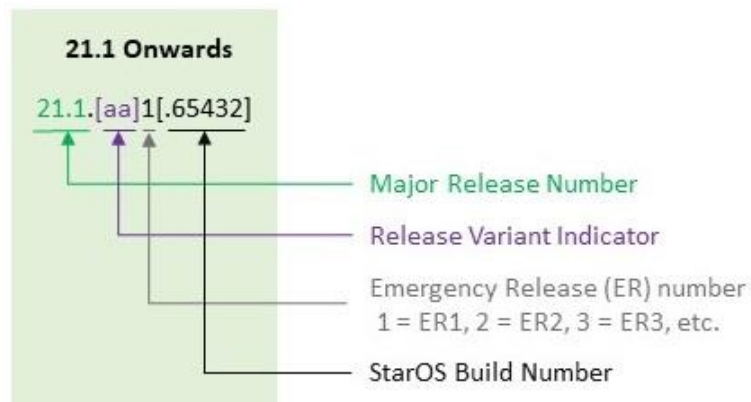 21.1 Onwards
21.1.[aa]1[.65432]
Major Release Number
Release Variant Indicator
Emergency Release (ER) number
1 = ER1, 2 = ER2, 3 = ER3, etc.
StarOS Build Number